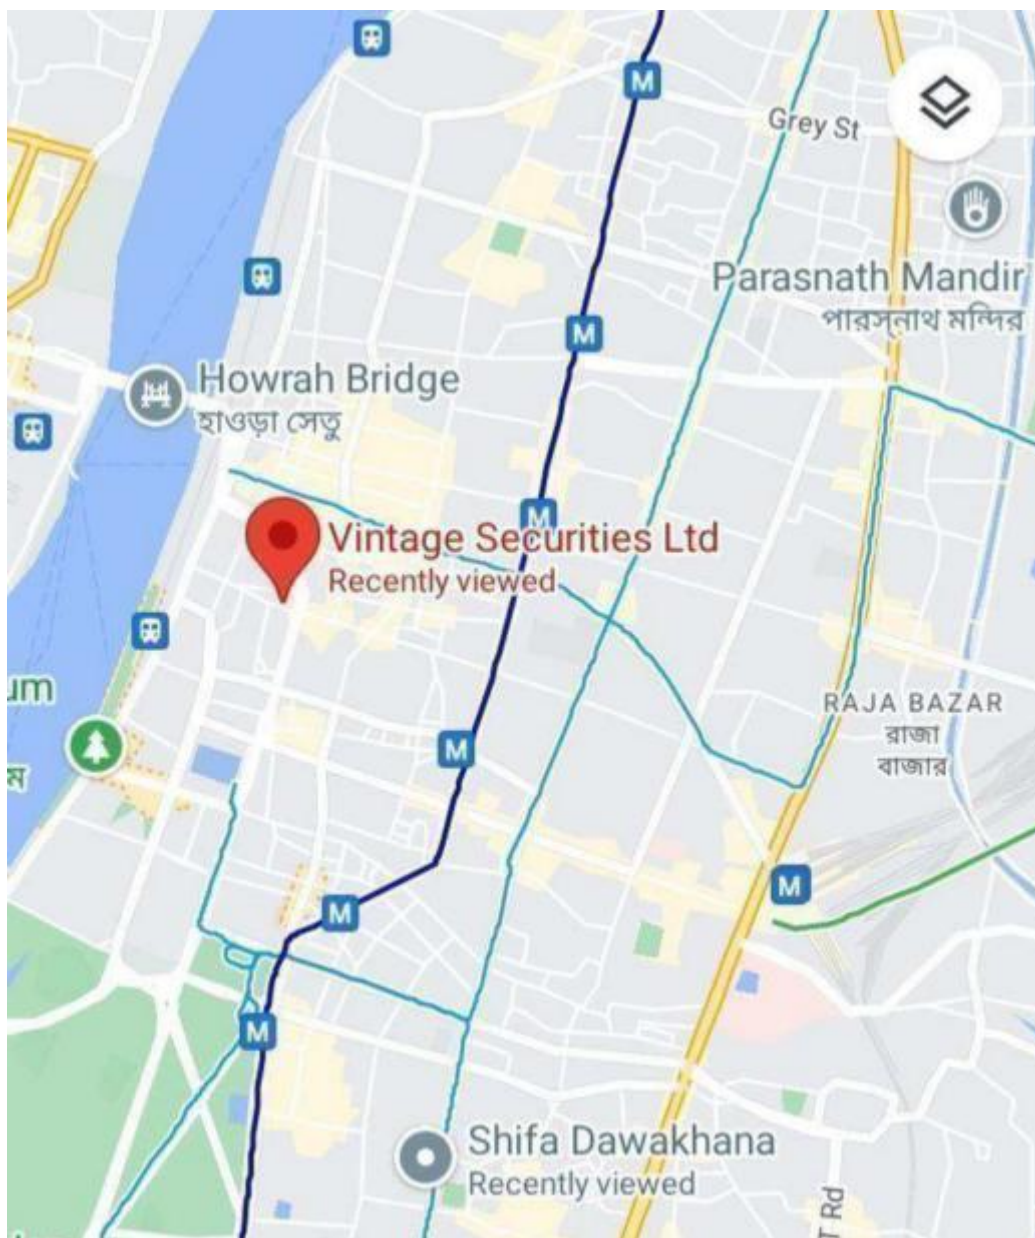 M
Grey St
Parasnath Mandir
পারস্নাথ মন্দির
M
Howrah Bridge
হাওড়া সেতু
M
Vintage Securities Ltd
Recently viewed
um
ম
RAJA BAZAR
রাজা
বাজার
M
M
M
M
Shifa Dawakhana
Recently viewed
T Rd